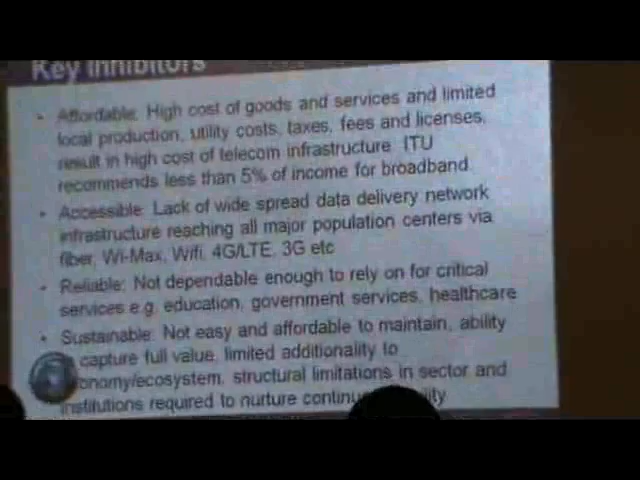 Key Inhibitors
• Affordable: High cost of goods and services and limited
local production, utility costs, taxes, fees and licenses,
result in high cost of telecom infrastructure. ITU
recommends less than 5% of income for broadband
• Accessible: Lack of wide spread data delivery network
infrastructure reaching all major population centers via
fiber, Wi-Max, Wifi, 4G/LTE, 3G etc
• Reliable: Not dependable enough to rely on for critical
services e.g. education, government services, healthcare
• Sustainable: Not easy and affordable to maintain, ability
capture full value, limited additionality to
onomy/ecosystem, structural limitations in sector and
institutions required to nurture